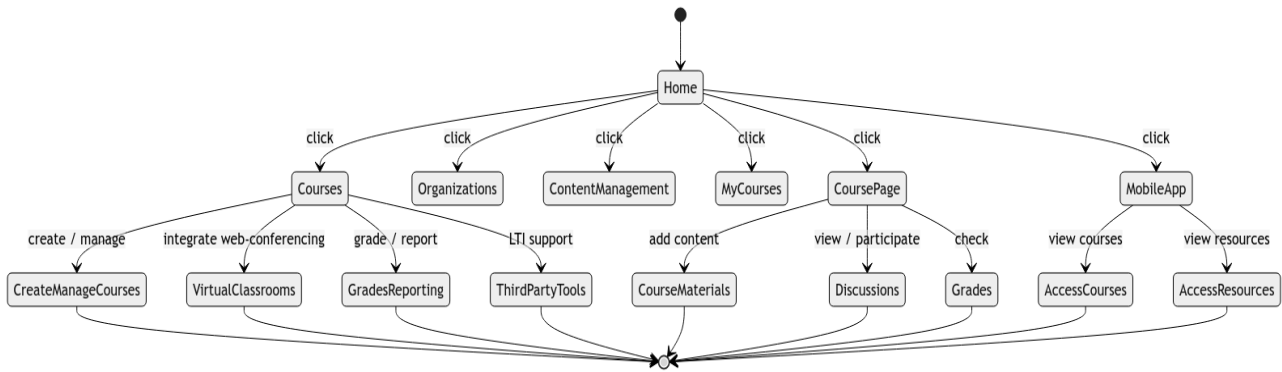 Home
click click click click click click
Courses Organizations ContentManagement MyCourses CoursePage MobileApp
create / manage integrate web-conferencing grade / report LTI support add content view / participate check view courses view resources
CreateManageCourses VirtualClassrooms GradesReporting ThirdPartyTools CourseMaterials Discussions Grades AccessCourses AccessResources